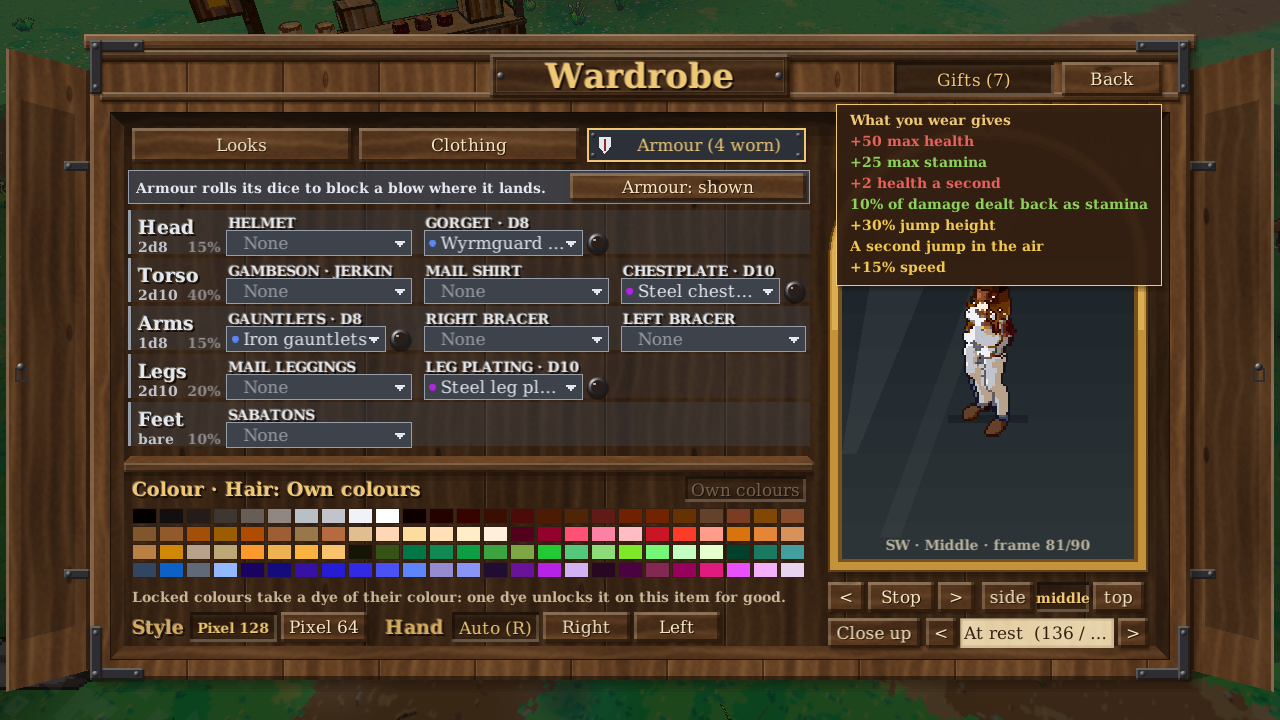 Wardrobe
Gifts (7)
Back
Looks
Clothing
Armour (4 worn)
What you wear gives
+50 max health
+25 max stamina
+2 health a second
10% of damage dealt back as stamina
+30% jump height
A second jump in the air
+15% speed
Armour rolls its dice to block a blow where it lands.
Armour: shown
Head
2d8 15%
HELMET
None
GORGET · D8
Wyrmguard ...
Torso
2d10 40%
GAMBESON · JERKIN
None
MAIL SHIRT
None
CHESTPLATE · D10
Steel chest...
Arms
1d8 15%
GAUNTLETS · D8
Iron gauntlets
RIGHT BRACER
None
LEFT BRACER
None
Legs
2d10 20%
MAIL LEGGINGS
None
LEG PLATING · D10
Steel leg pl...
Feet
bare 10%
SABATONS
None
Colour · Hair: Own colours
Own colours
Locked colours take a dye of their colour: one dye unlocks it on this item for good.
Style
Pixel 128
Pixel 64
Hand
Auto (R)
Right
Left
SW · Middle · frame 81/90
<
Stop
>
side
middle
top
Close up
<
At rest (136 / ...
>